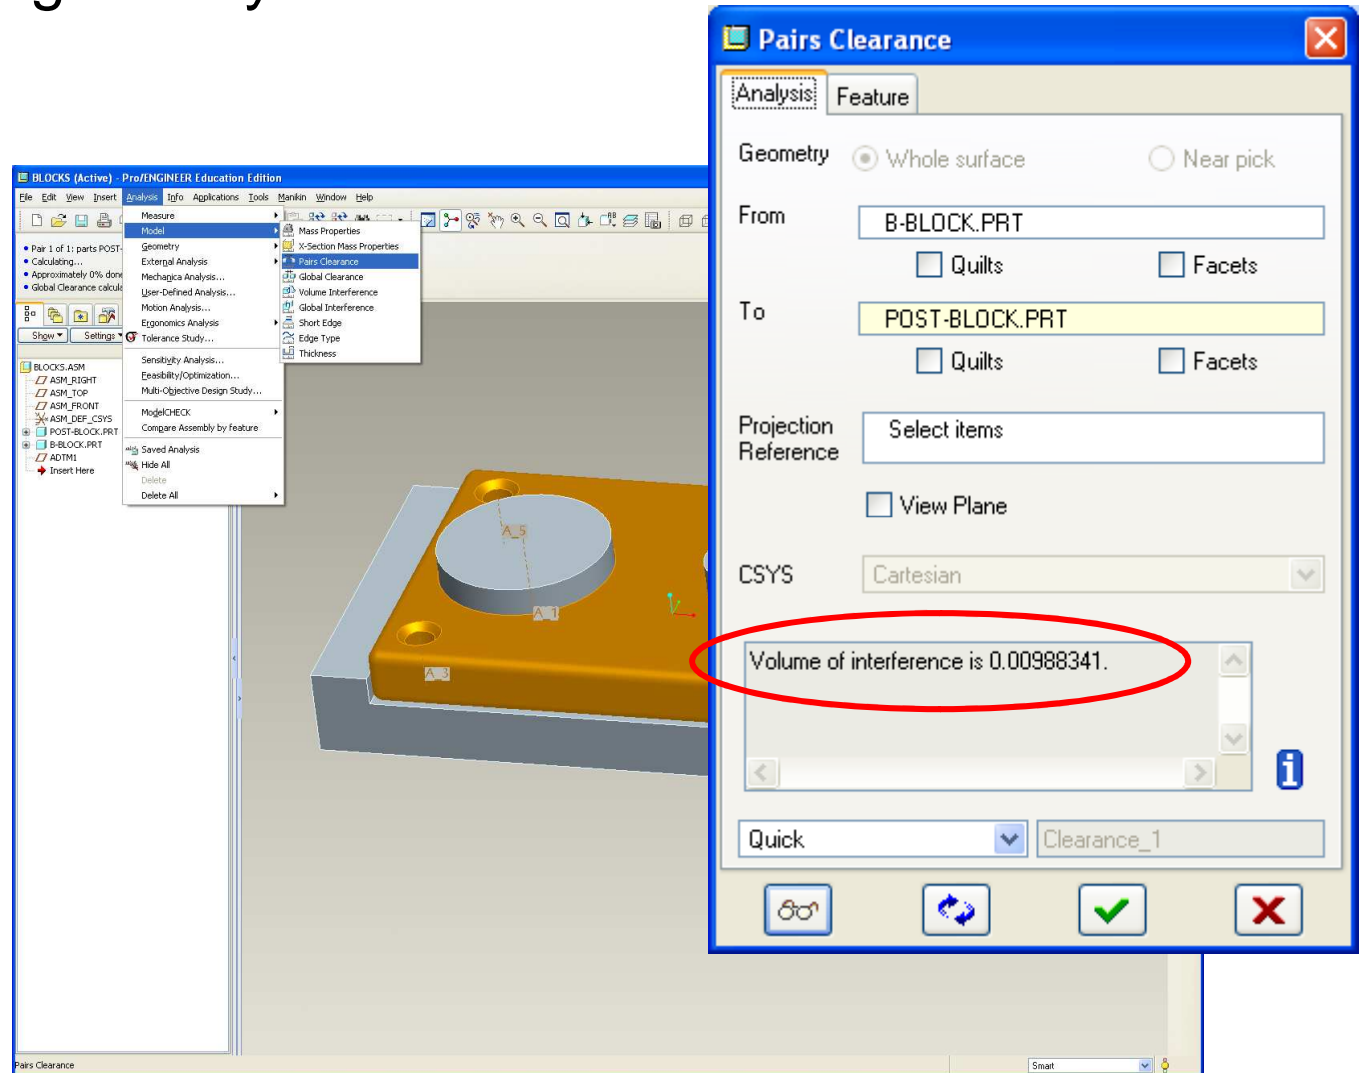 Pairs Clearance
Analysis
Feature
Geometry
Whole surface
Near pick
From
B-BLOCK.PRT
Quilts
Facets
To
POST-BLOCK.PRT
Quilts
Facets
Projection
Reference
Select items
View Plane
CSYS
Cartesian
Volume of interference is 0.00988341.
Quick
Clearance_1
BLOCKS (Active) - Pro/ENGINEER Education Edition
File Edit View Insert Analysis Info Applications Tools Manikin Window Help
Pair 1 of 1: parts POST-
Calculating...
Approximately 0% done
Global Clearance calcula
Show
Settings
BLOCKS.ASM
ASM_RIGHT
ASM_TOP
ASM_FRONT
ASM_DEF_CSYS
POST-BLOCK.PRT
B-BLOCK.PRT
ADTM1
Insert Here
Measure
Model
Geometry
External Analysis
Mechanica Analysis...
User-Defined Analysis...
Motion Analysis...
Ergonomics Analysis
Tolerance Study...
Sensitivity Analysis...
Feasibility/Optimization...
Multi-Objective Design Study...
ModelCHECK
Compare Assembly by feature
Saved Analysis
Hide All
Delete
Delete All
Mass Properties
X-Section Mass Properties
Pairs Clearance
Global Clearance
Volume Interference
Global Interference
Short Edge
Edge Type
Thickness
A_5
A_1
A_3
Pairs Clearance
Smart